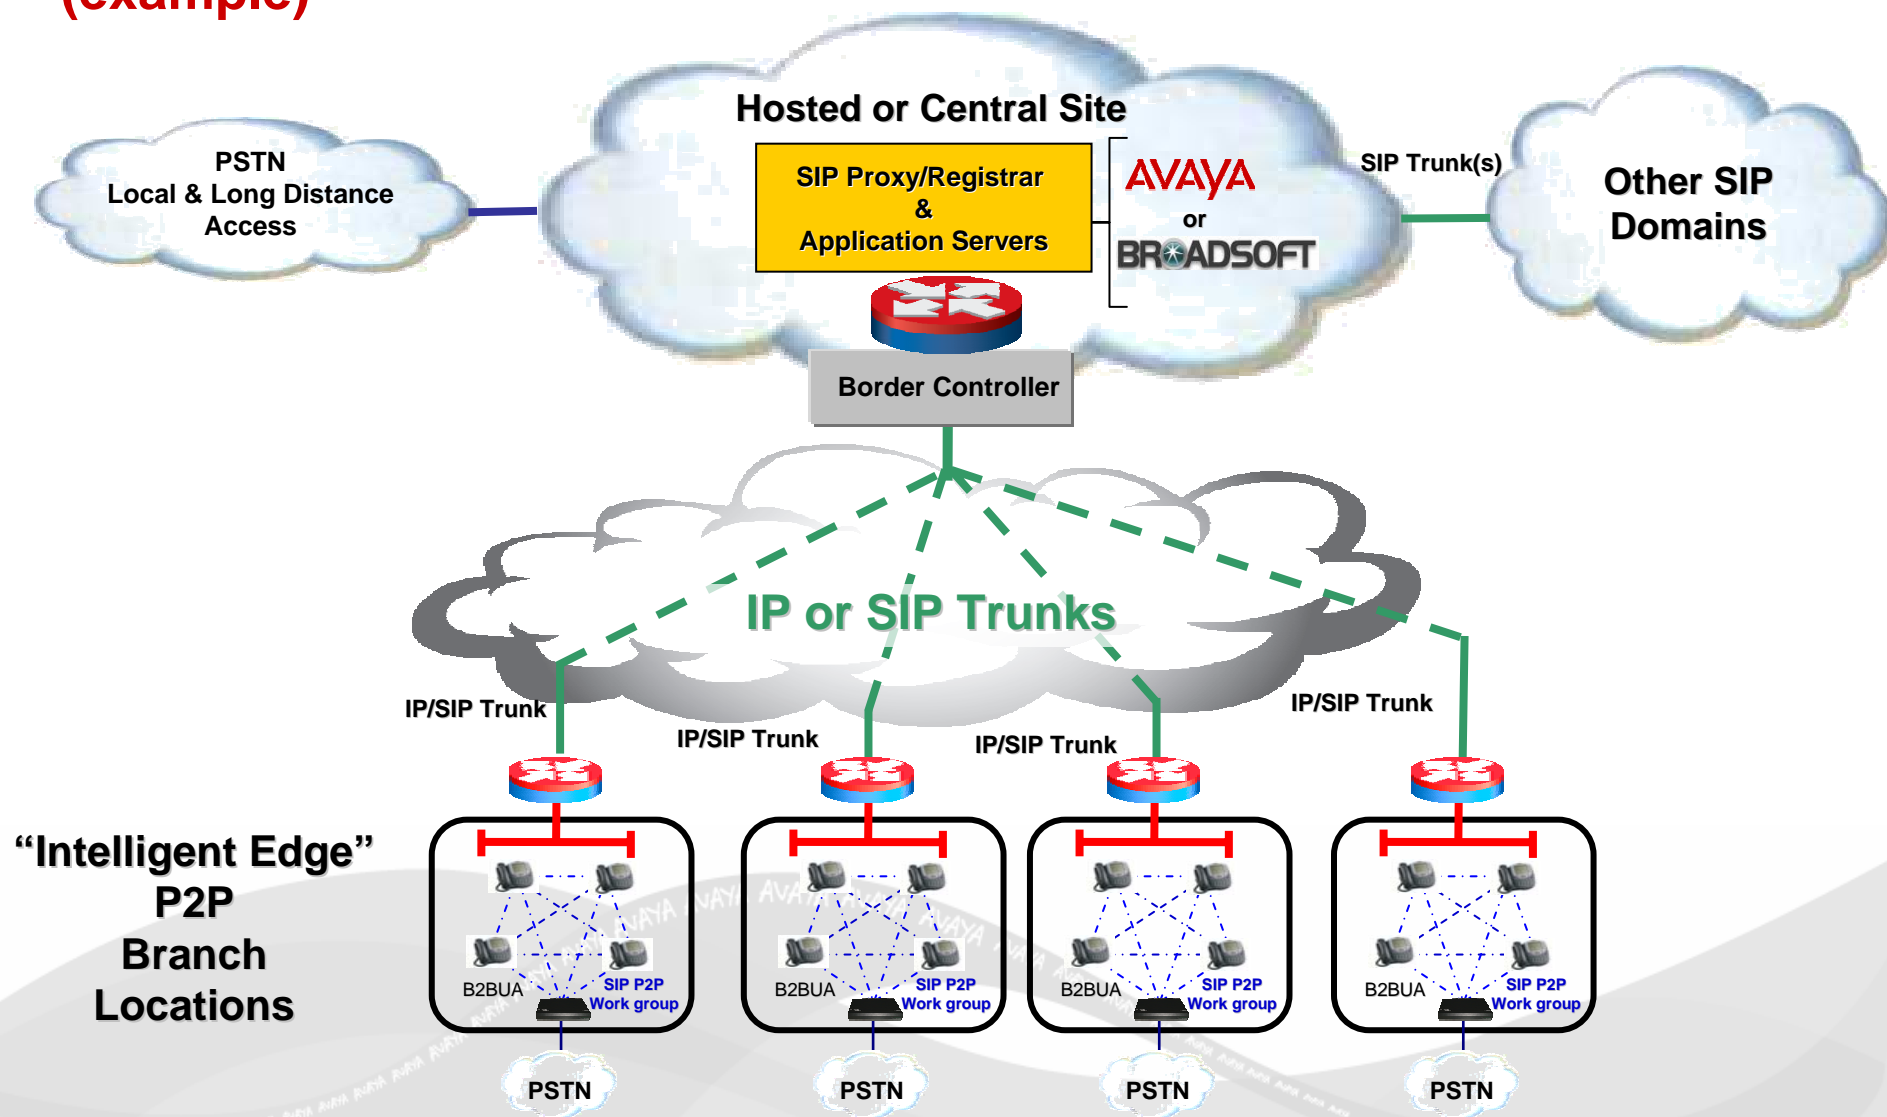 (example)
Hosted or Central Site
PSTN
Local & Long Distance
Access
SIP Proxy/Registrar
&
Application Servers
AVAYA
or
BROADSOFT
SIP Trunk(s)
Other SIP
Domains
Border Controller
IP or SIP Trunks
IP/SIP Trunk
IP/SIP Trunk
IP/SIP Trunk
IP/SIP Trunk
“Intelligent Edge”
P2P
Branch
Locations
B2BUA
SIP P2P
Work group
PSTN
B2BUA
SIP P2P
Work group
PSTN
B2BUA
SIP P2P
Work group
PSTN
B2BUA
SIP P2P
Work group
PSTN